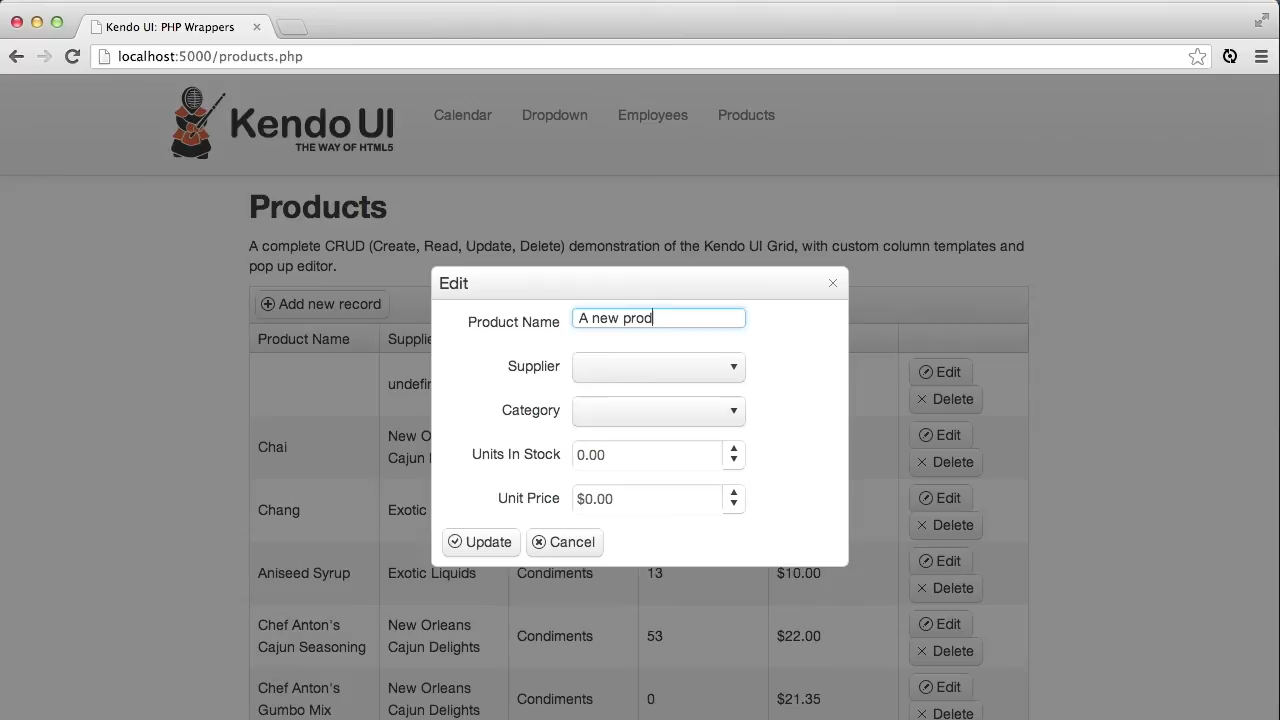 Kendo UI: PHP Wrappers
localhost:5000/products.php
Kendo UI
THE WAY OF HTML5
Calendar Dropdown Employees Products
Products
A complete CRUD (Create, Read, Update, Delete) demonstration of the Kendo UI Grid, with custom column templates and
pop up editor.
Add new record
Product Name Supplie
undefin
Edit
Delete
Chai
New O
Cajun
Edit
Delete
Chang
Exotic
Edit
Delete
Aniseed Syrup Exotic Liquids Condiments 13 $10.00
Edit
Delete
Chef Anton's
Cajun Seasoning
New Orleans
Cajun Delights
Condiments 53 $22.00
Edit
Delete
Chef Anton's
Gumbo Mix
New Orleans
Cajun Delights
Condiments 0 $21.35
Edit
Delete
Edit
Product Name A new prod
Supplier
Category
Units In Stock 0.00
Unit Price $0.00
Update Cancel